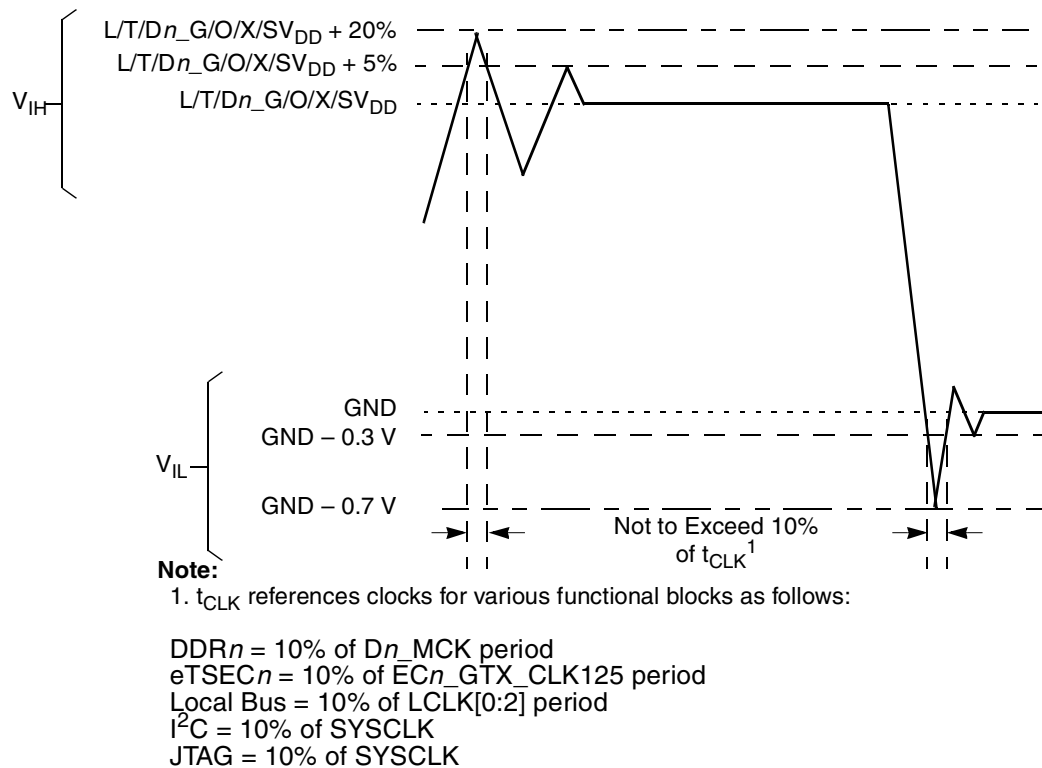 L/T/Dn_G/O/X/SVDD + 20%
L/T/Dn_G/O/X/SVDD + 5%
L/T/Dn_G/O/X/SVDD
VIH
GND
GND – 0.3 V
VIL
GND – 0.7 V
Not to Exceed 10%
of tCLK1
Note:
1. tCLK references clocks for various functional blocks as follows:
DDRn = 10% of Dn_MCK period
eTSECn = 10% of ECn_GTX_CLK125 period
Local Bus = 10% of LCLK[0:2] period
I2C = 10% of SYSCLK
JTAG = 10% of SYSCLK